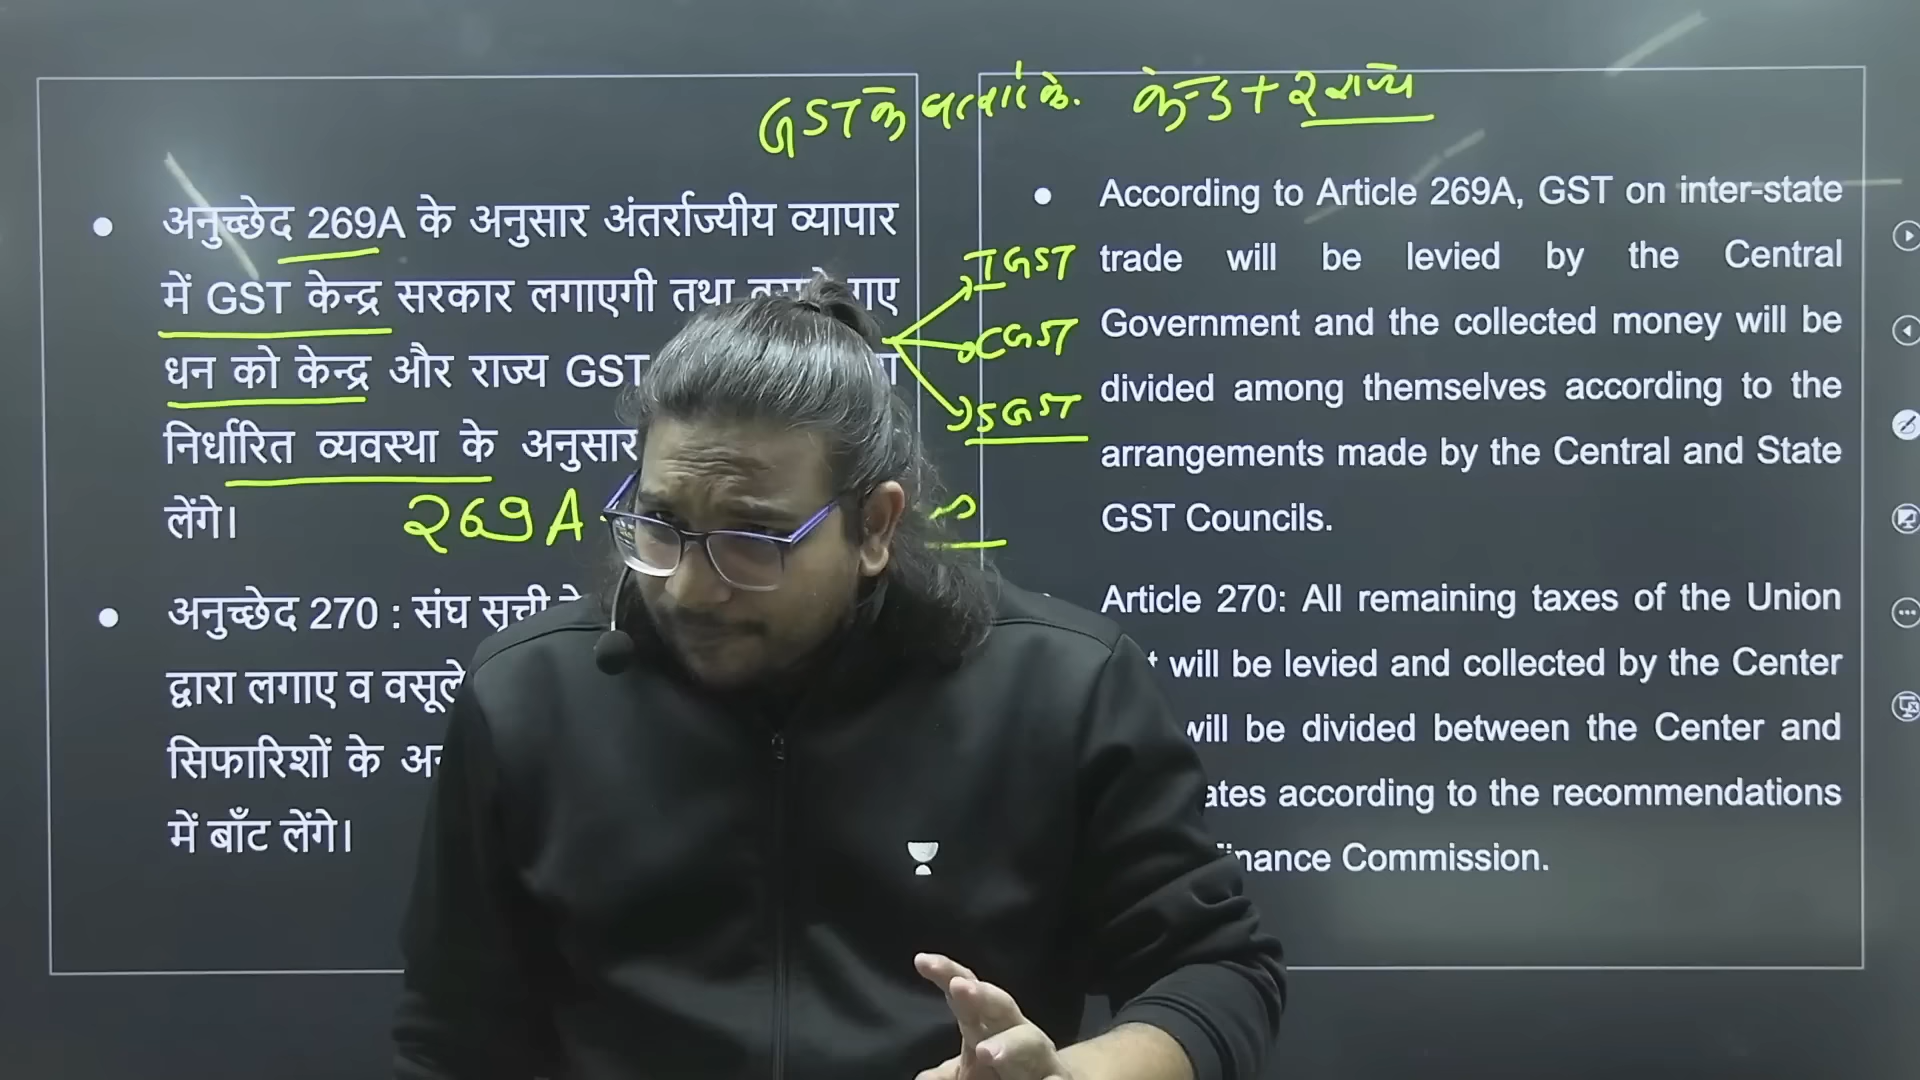 GST के बंटवारे के. केन्द्र + राज्य
अनुच्छेद 269A के अनुसार अंतर्राज्यीय व्यापार
में GST केन्द्र सरकार लगाएगी तथा गए
धन को केन्द्र और राज्य GST
निर्धारित व्यवस्था के अनुसार
लेंगे।
269A
IGST
CGST
SGST
अनुच्छेद 270 : संघ सूची
द्वारा लगाए व वसूले
सिफारिशों के
में बाँट लेंगे।
According to Article 269A, GST on inter-state
trade will be levied by the Central
Government and the collected money will be
divided among themselves according to the
arrangements made by the Central and State
GST Councils.
Article 270: All remaining taxes of the Union
will be levied and collected by the Center
will be divided between the Center and
according to the recommendations
Finance Commission.